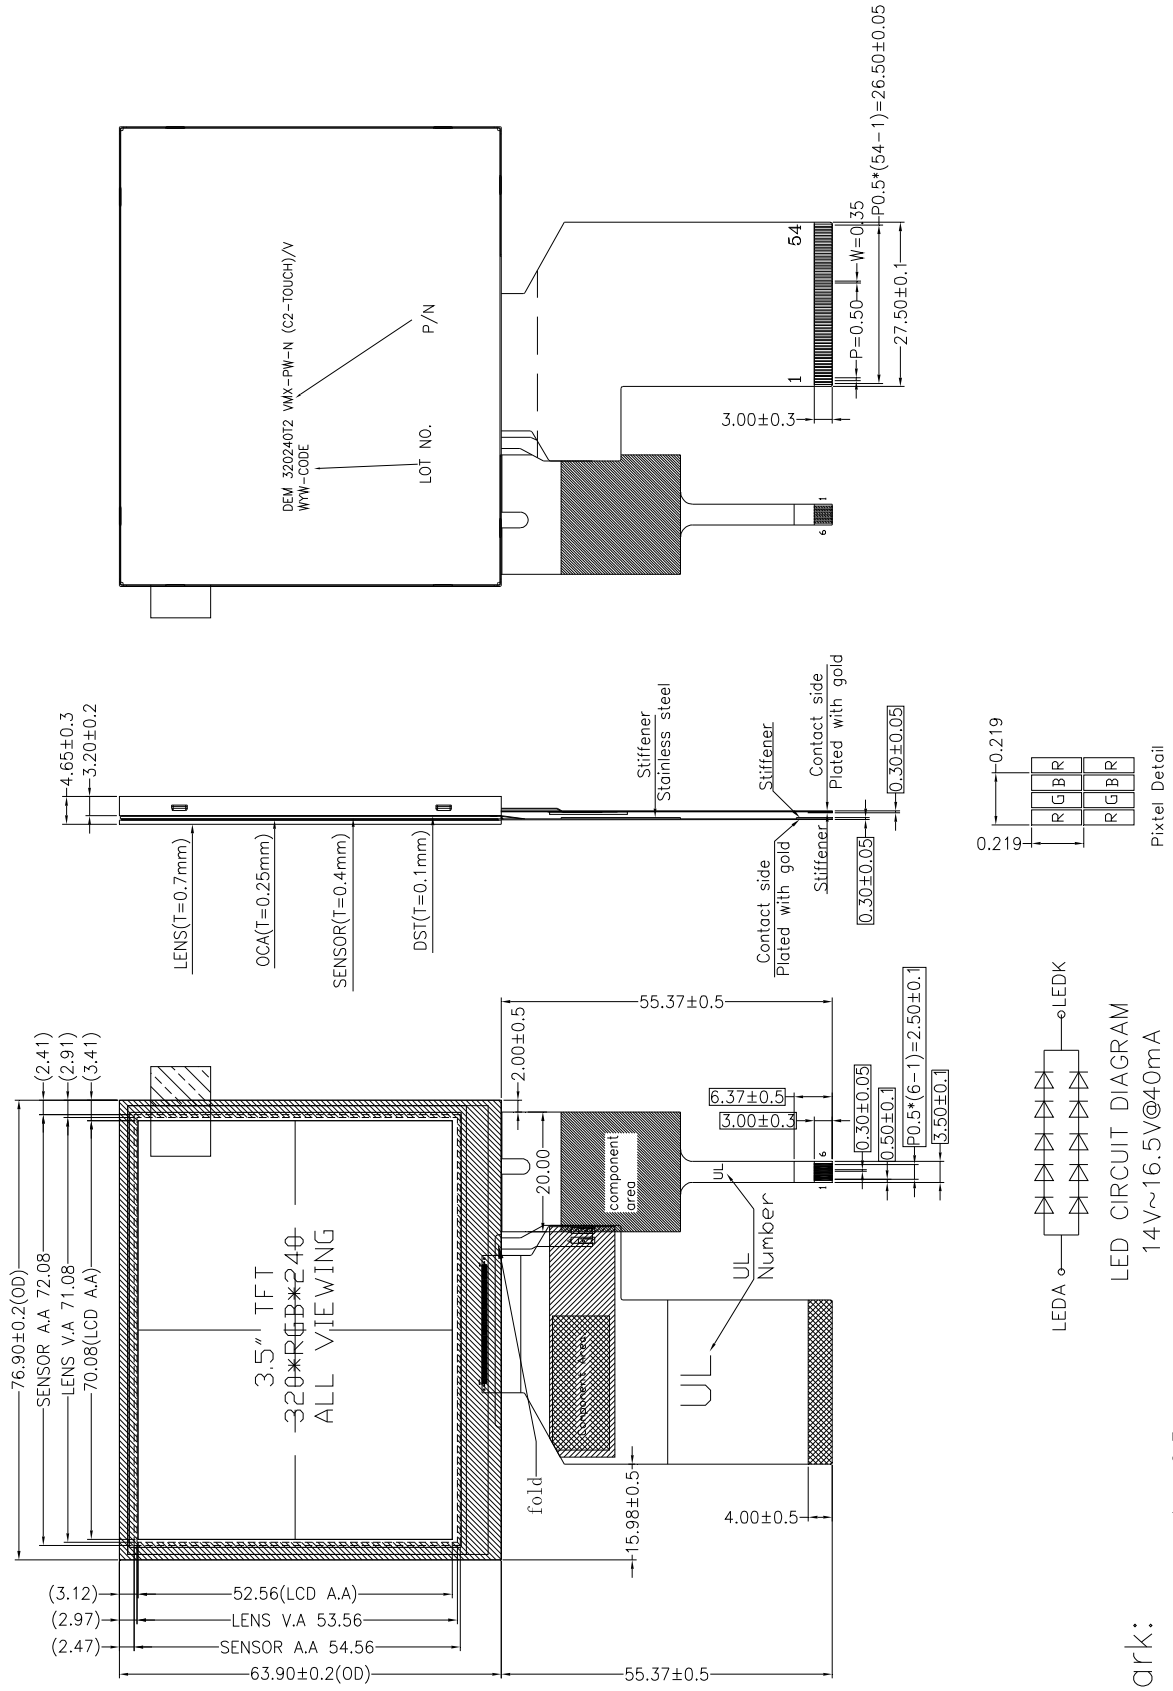 DEM 320240T2 VMX-PW-N (C2-TOUCH)/V
WYW-CODE
P/N
LOT NO.
1
54
P=0.50
W=0.35
P0.5*(54-1)=26.50±0.05
27.50±0.1
3.00±0.3
6
1
4.65±0.3
3.20±0.2
LENS(T=0.7mm)
OCA(T=0.25mm)
SENSOR(T=0.4mm)
DST(T=0.1mm)
Stiffener
Stainless steel
Stiffener
Contact side
Plated with gold
0.30±0.05
Contact side
Plated with gold
Stiffener
0.30±0.05
0.219
0.219
R G B R
R G B R
Pixtel Detail
76.90±0.2(OD)
SENSOR A.A 72.08
LENS V.A 71.08
70.08(LCD A.A)
(2.41)
(2.91)
(3.41)
3.5" TFT
320*RGB*240
ALL VIEWING
(3.12)
52.56(LCD A.A)
(2.97)
LENS V.A 53.56
(2.47)
SENSOR A.A 54.56
63.90±0.2(OD)
55.37±0.5
2.00±0.5
55.37±0.5
20.00
component
area
Component Area
fold
15.98±0.5
4.00±0.5
UL
UL
UL
Number
6.37±0.5
3.00±0.3
1
6
0.30±0.05
0.50±0.1
P0.5*(6-1)=2.50±0.1
3.50±0.1
LEDA
LEDK
LED CIRCUIT DIAGRAM
14V~16.5V@40mA
ark: